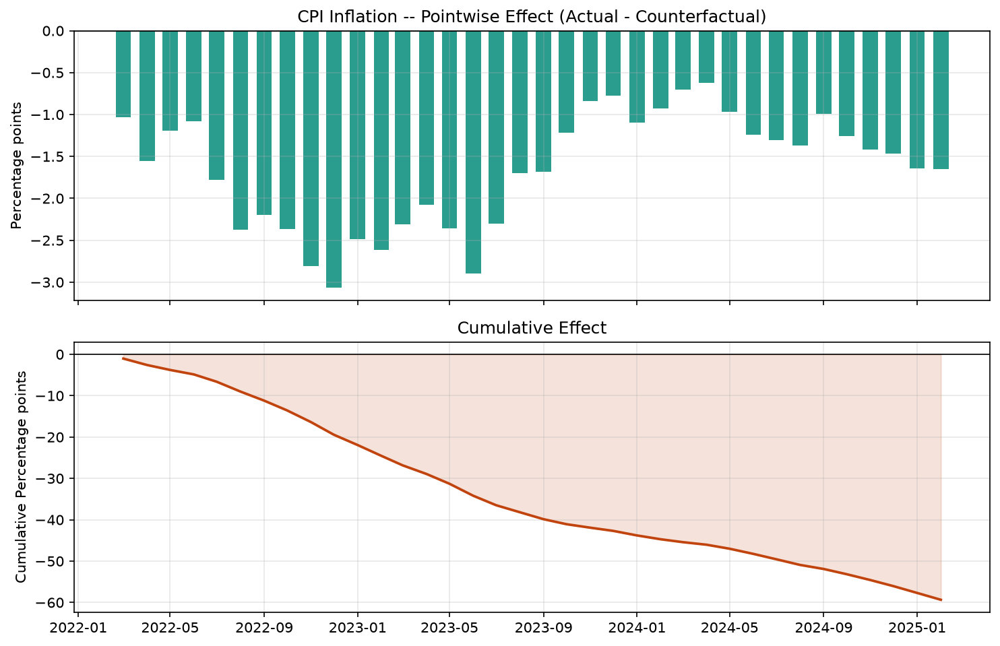 CPI Inflation -- Pointwise Effect (Actual - Counterfactual)
Percentage points
0.0
−0.5
−1.0
−1.5
−2.0
−2.5
−3.0
Cumulative Effect
Cumulative Percentage points
0
−10
−20
−30
−40
−50
−60
2022-01 2022-05 2022-09 2023-01 2023-05 2023-09 2024-01 2024-05 2024-09 2025-01